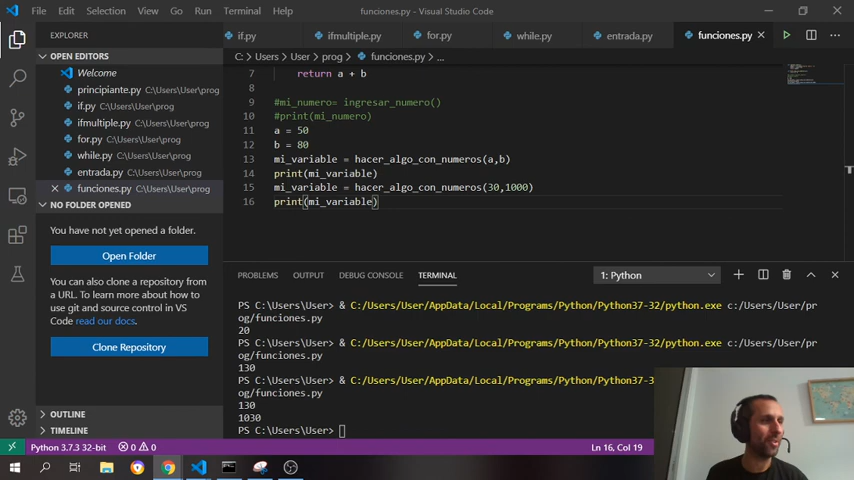 File Edit Selection View Go Run Terminal Help funciones.py - Visual Studio Code
EXPLORER
if.py ifmultiple.py for.py while.py entrada.py funciones.py
OPEN EDITORS
C: > Users > User > prog > funciones.py > ...
Welcome
principiante.py C:\Users\User\prog
if.py C:\Users\User\prog
ifmultiple.py C:\Users\User\prog
for.py C:\Users\User\prog
while.py C:\Users\User\prog
entrada.py C:\Users\User\prog
funciones.py C:\Users\User\prog
NO FOLDER OPENED
You have not yet opened a folder.
Open Folder
You can also clone a repository
from a URL. To learn more about how
to use git and source control in VS
Code read our docs.
Clone Repository
OUTLINE
TIMELINE
7 return a + b
8
9 #mi_numero= ingresar_numero()
10 #print(mi_numero)
11 a = 50
12 b = 80
13 mi_variable = hacer_algo_con_numeros(a,b)
14 print(mi_variable)
15 mi_variable = hacer_algo_con_numeros(30,1000)
16 print(mi_variable)
PROBLEMS OUTPUT DEBUG CONSOLE TERMINAL 1: Python
PS C:\Users\User> & C:/Users/User/AppData/Local/Programs/Python/Python37-32/python.exe c:/Users/User/pr
og/funciones.py
20
PS C:\Users\User> & C:/Users/User/AppData/Local/Programs/Python/Python37-32/python.exe c:/Users/User/pr
og/funciones.py
130
PS C:\Users\User> & C:/Users/User/AppData/Local/Programs/Python/Python37-3
og/funciones.py
130
1030
PS C:\Users\User>
Python 3.7.3 32-bit 0 0 Ln 16, Col 19